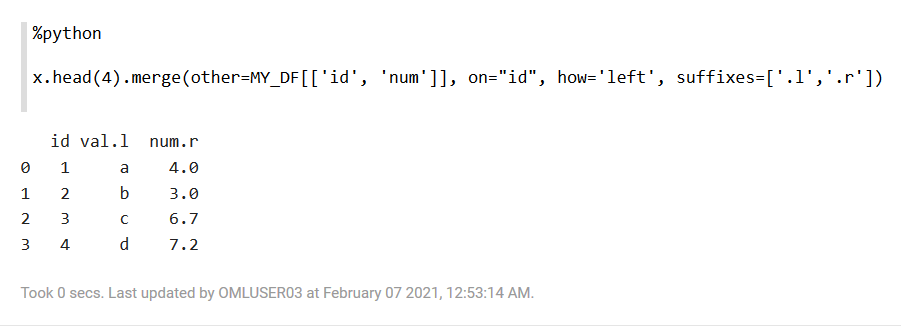 %python
x.head(4).merge(other=MY_DF[['id', 'num']], on="id", how='left', suffixes=['.l','.r'])
id val.l num.r
0 1 a 4.0
1 2 b 3.0
2 3 c 6.7
3 4 d 7.2
Took 0 secs. Last updated by OMLUSER03 at February 07 2021, 12:53:14 AM.